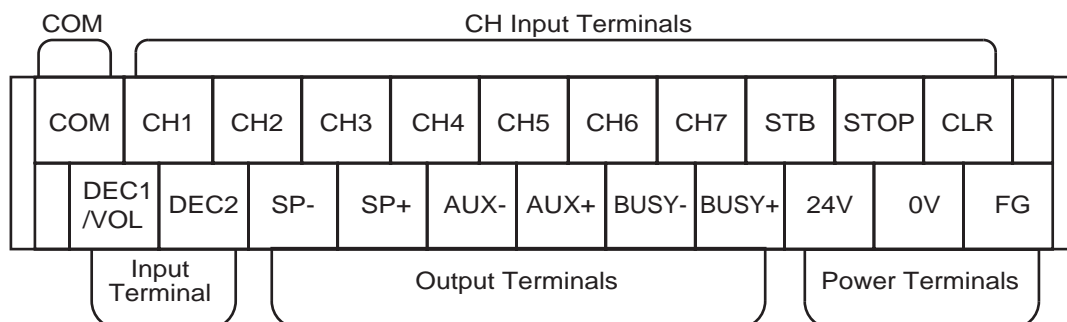 COM CH Input Terminals
COM CH1 CH2 CH3 CH4 CH5 CH6 CH7 STB STOP CLR
DEC1
/VOL DEC2 SP- SP+ AUX- AUX+ BUSY- BUSY+ 24V 0V FG
Input
Terminal
Output Terminals
Power Terminals